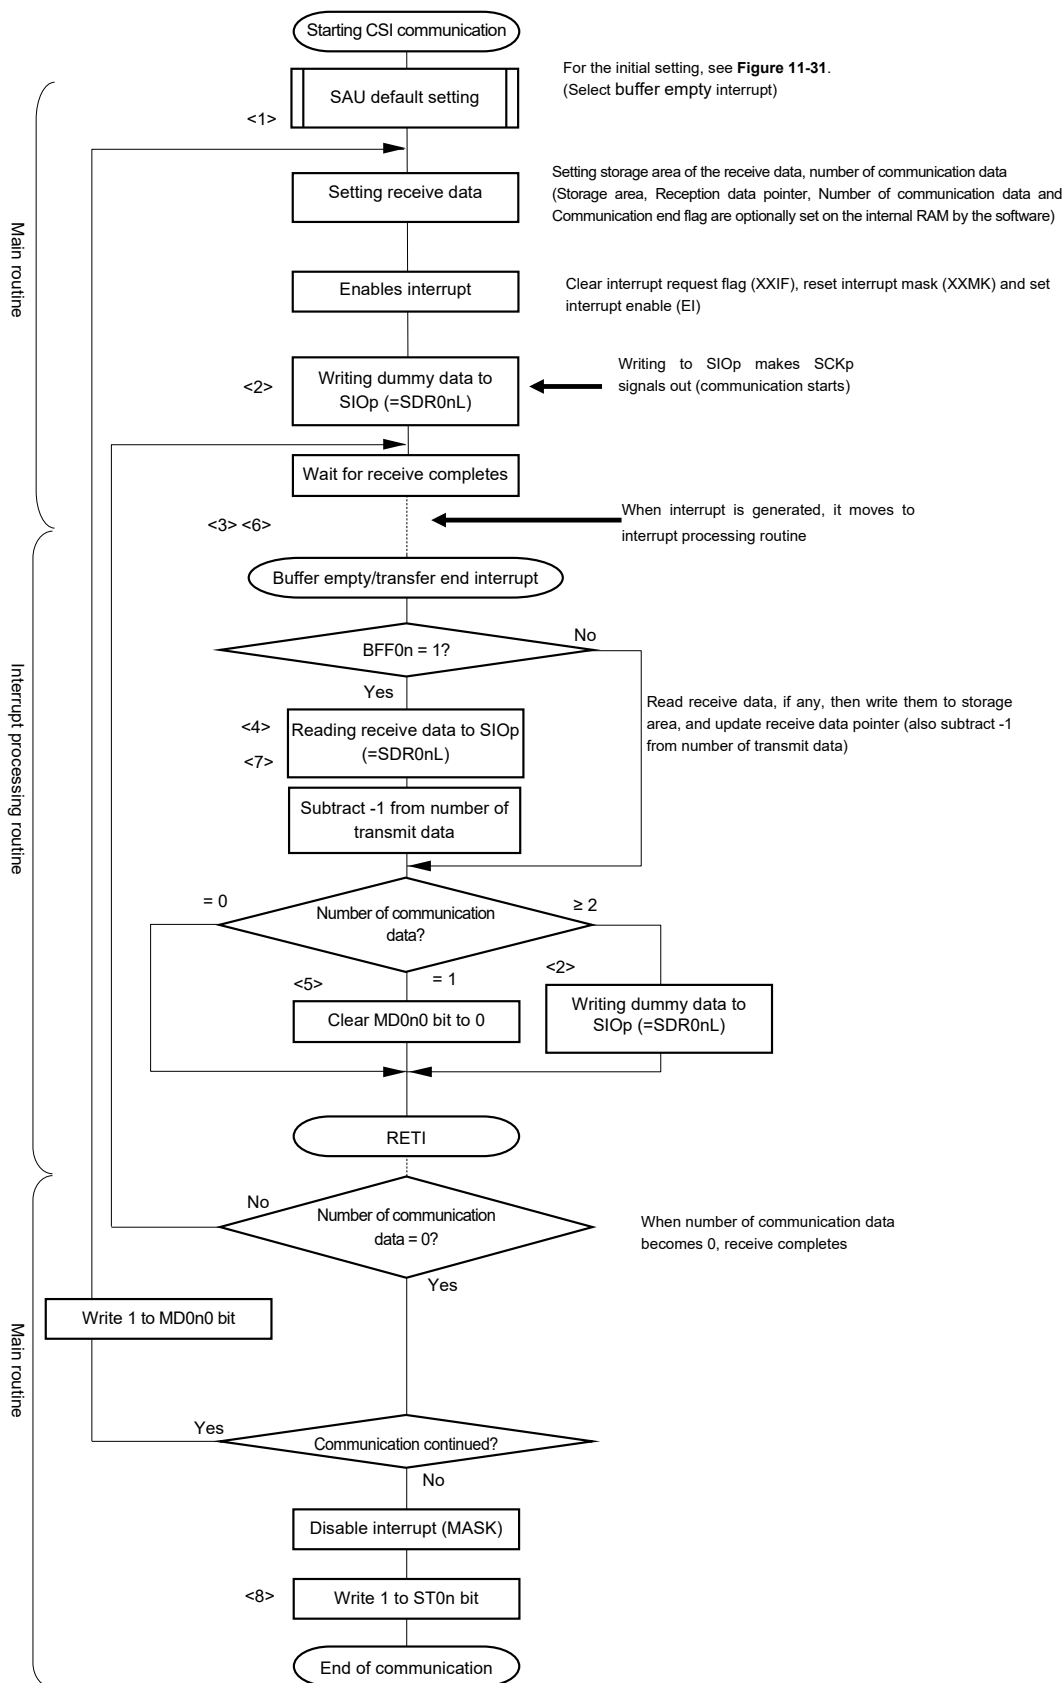 Starting CSI communication
For the initial setting, see Figure 11-31.
(Select buffer empty interrupt)
SAU default setting
<1>
Setting storage area of the receive data, number of communication data
(Storage area, Reception data pointer, Number of communication data and
Communication end flag are optionally set on the internal RAM by the software)
Setting receive data
Main routine
Enables interrupt
Clear interrupt request flag (XXIF), reset interrupt mask (XXMK) and set
interrupt enable (EI)
<2>
Writing dummy data to
SIOp (=SDR0nL)
Writing to SIOp makes SCKp
signals out (communication starts)
Wait for receive completes
<3> <6>
When interrupt is generated, it moves to
interrupt processing routine
Buffer empty/transfer end interrupt
BFF0n = 1?
No
Yes
Interrupt processing routine
<4>
<7>
Reading receive data to SIOp
(=SDR0nL)
Read receive data, if any, then write them to storage
area, and update receive data pointer (also subtract -1
from number of transmit data)
Subtract -1 from number of
transmit data
= 0
Number of communication
data?
≥ 2
= 1
<5>
Clear MD0n0 bit to 0
<2>
Writing dummy data to
SIOp (=SDR0nL)
RETI
No
Number of communication
data = 0?
Yes
When number of communication data
becomes 0, receive completes
Write 1 to MD0n0 bit
Main routine
Yes
Communication continued?
No
Disable interrupt (MASK)
<8>
Write 1 to ST0n bit
End of communication